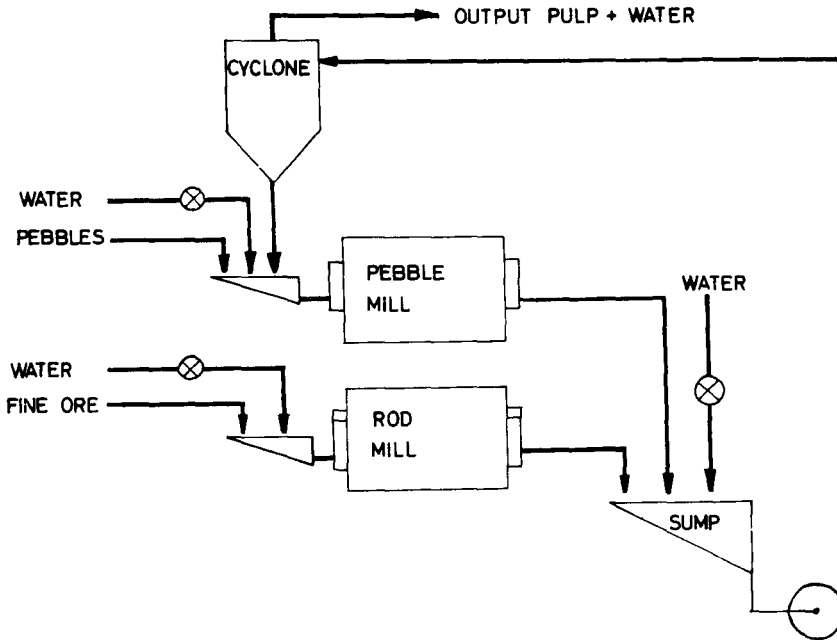 OUTPUT PULP + WATER
CYCLONE
WATER
PEBBLES
PEBBLE
MILL
WATER
WATER
FINE ORE
ROD
MILL
SUMP